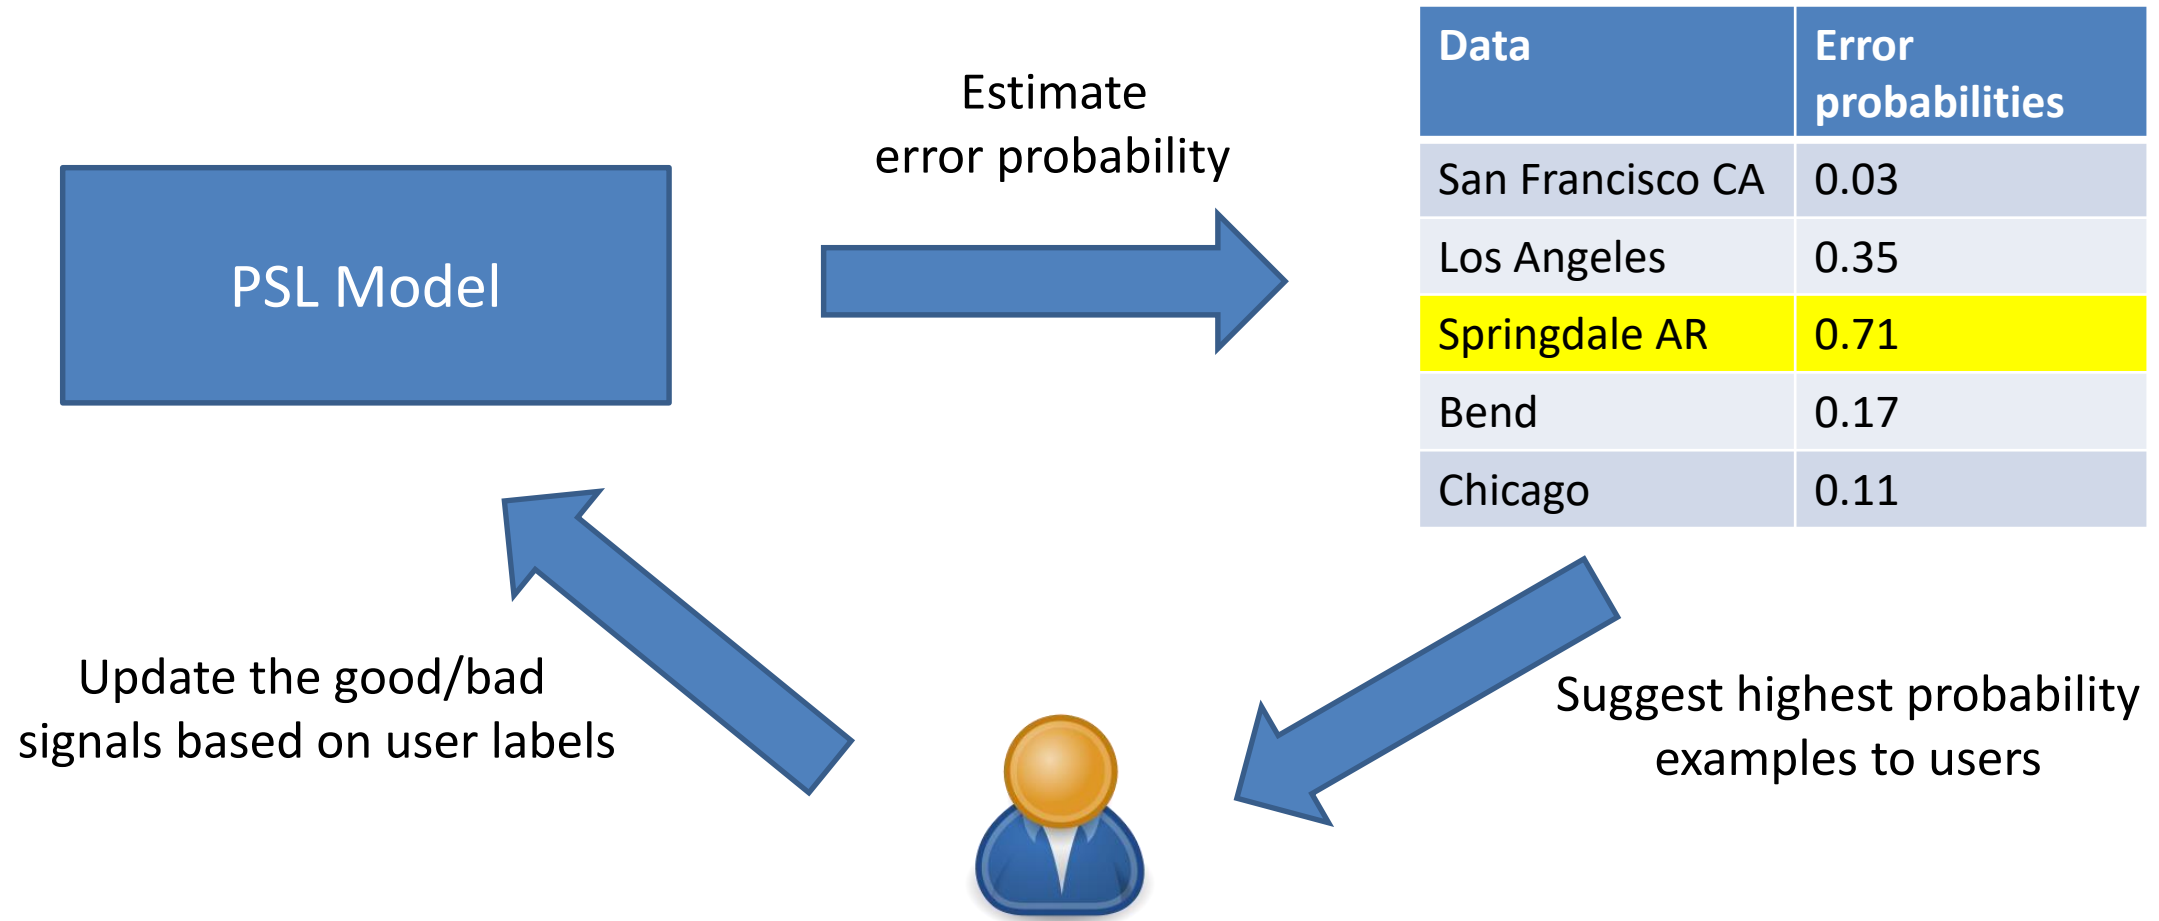 PSL Model
Estimate
error probability
Data
Error
probabilities
San Francisco CA
0.03
Los Angeles
0.35
Springdale AR
0.71
Bend
0.17
Chicago
0.11
Suggest highest probability
examples to users
Update the good/bad
signals based on user labels